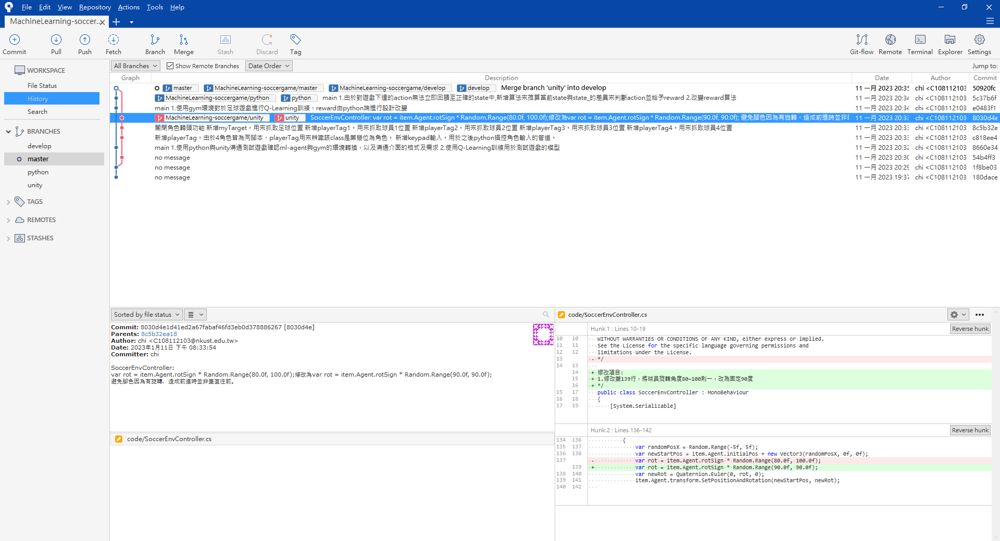 File Edit View Repository Actions Tools Help
MachineLearning-soccer..
Commit Pull Push Fetch Branch Merge Stash Discard Tag Git-flow Remote Terminal Explorer Settings
WORKSPACE
File Status
History
Search
BRANCHES
develop
master
python
unity
TAGS
REMOTES
STASHES
All Branches Show Remote Branches Date Order Jump to:
Graph Description Date Author Commit
master MachineLearning-soccergame/master MachineLearning-soccergame/develop develop Merge branch 'unity' into develop 11 一月 2023 20:35 chi <C108112103 50920fc
MachineLearning-soccergame/python python main 1.由於對遊戲下達的action無法立即回饋至正確的state中,新增算法來推算當前state與state_的差異來判斷action並給予reward 2.改變reward算法 11 一月 2023 20:34 chi <C108112103 5c37b6f
main 1.使用gym環境對於足球遊戲進行Q-Learning訓練，reward由python端進行設計改變 11 一月 2023 20:34 chi <C108112103 e0483f1
MachineLearning-soccergame/unity unity SoccerEnvController: var rot = item.Agent.rotSign * Random.Range(80.0f, 100.0f);修改為var rot = item.Agent.rotSign * Random.Range(90.0f, 90.0f); 避免腳色因為有旋轉，造成前進時並非 11 一月 2023 20:33 chi <C108112103 8030d4e
關閉角色轉頭功能 新增myTarget。用來抓取足球位置 新增playerTag1。用來抓取球員1位置 新增playerTag2。用來抓取球員2位置 新增playerTag3。用來抓取球員3位置 新增playerTag4。用來抓取球員4位置 11 一月 2023 20:33 chi <C108112103 8c5b32e
新增playerTag。由於4角色皆為同腳本，playerTag用來辨識該class是第幾位為角色。 新增keypad輸入。用於之後python操控角色輸入的管道。 11 一月 2023 20:33 chi <C108112103 c818ee4
main 1.使用python與unity溝通測試遊戲確認ml-agent與gym的環境轉換，以及溝通介面的格式及需求 2.使用Q-Learning訓練用於測試遊戲的模型 11 一月 2023 20:32 chi <C108112103 8660e34
no message 11 一月 2023 20:30 chi <C108112103 54b4ff3
no message 11 一月 2023 20:29 chi <C108112103 1f8be03
no message 11 一月 2023 19:37 chi <C108112103 180dace
Sorted by file status
Commit: 8030d4e1d41ed2a67fabaf46fd3eb0d378886267 [8030d4e]
Parents: 8c5b32ea18
Author: chi <C108112103@nkust.edu.tw>
Date: 2023年1月11日 下午 08:33:54
Committer: chi
SoccerEnvController:
var rot = item.Agent.rotSign * Random.Range(80.0f, 100.0f);修改為var rot = item.Agent.rotSign * Random.Range(90.0f, 90.0f);
避免腳色因為有旋轉，造成前進時並非筆直往前。
code/SoccerEnvController.cs
code/SoccerEnvController.cs
Hunk 1 : Lines 10-19 Reverse hunk
10 10 WITHOUT WARRANTIES OR CONDITIONS OF ANY KIND, either express or implied.
11 11 See the License for the specific language governing permissions and
12 12 limitations under the License.
13 - */
14 13
14 + 修改項目:
15 + 1.修改第139行，將球員旋轉角度80~100則一，改為固定90度
16 + */
15 17 public class SoccerEnvController : MonoBehaviour
16 18 {
17 19 [System.Serializable]
Hunk 2 : Lines 136-142 Reverse hunk
134 136 {
135 137 var randomPosX = Random.Range(-5f, 5f);
136 138 var newStartPos = item.Agent.initialPos + new Vector3(randomPosX, 0f, 0f);
137 - var rot = item.Agent.rotSign * Random.Range(80.0f, 100.0f);
139 + var rot = item.Agent.rotSign * Random.Range(90.0f, 90.0f);
138 140 var newRot = Quaternion.Euler(0, rot, 0);
139 141 item.Agent.transform.SetPositionAndRotation(newStartPos, newRot);
140 142